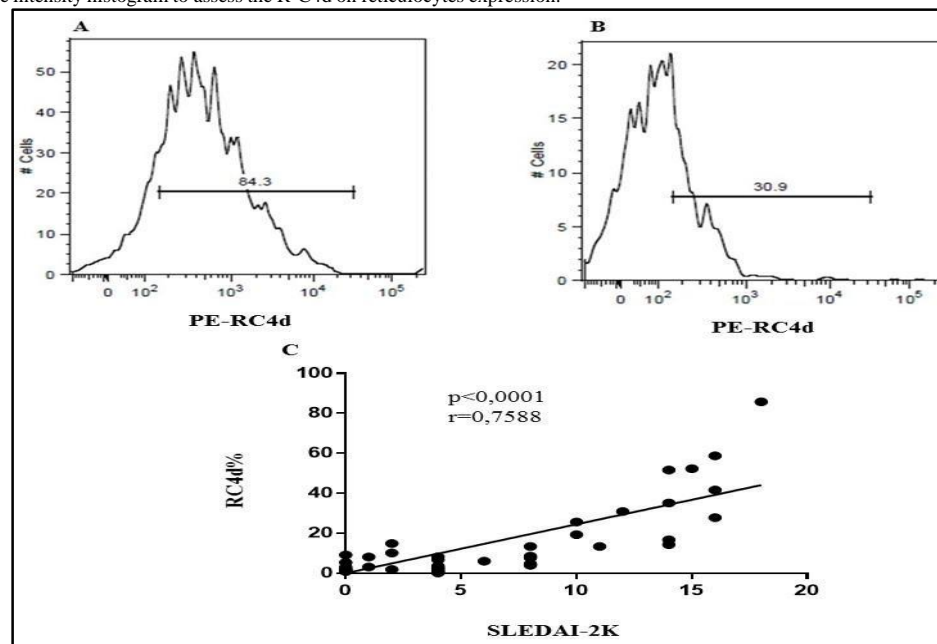 intensity histogram to assess the R-C4d on reticulocytes expression.
A
B
50
40
30
20
10
0
# Cells
84.3
0 10² 10³ 10⁴ 10⁵
PE-RC4d
20
15
10
5
0
# Cells
30.9
0 10² 10³ 10⁴ 10⁵
PE-RC4d
C
p<0,0001
r=0,7588
100
80
60
40
20
0
RC4d%
0 5 10 15 20
SLEDAI-2K